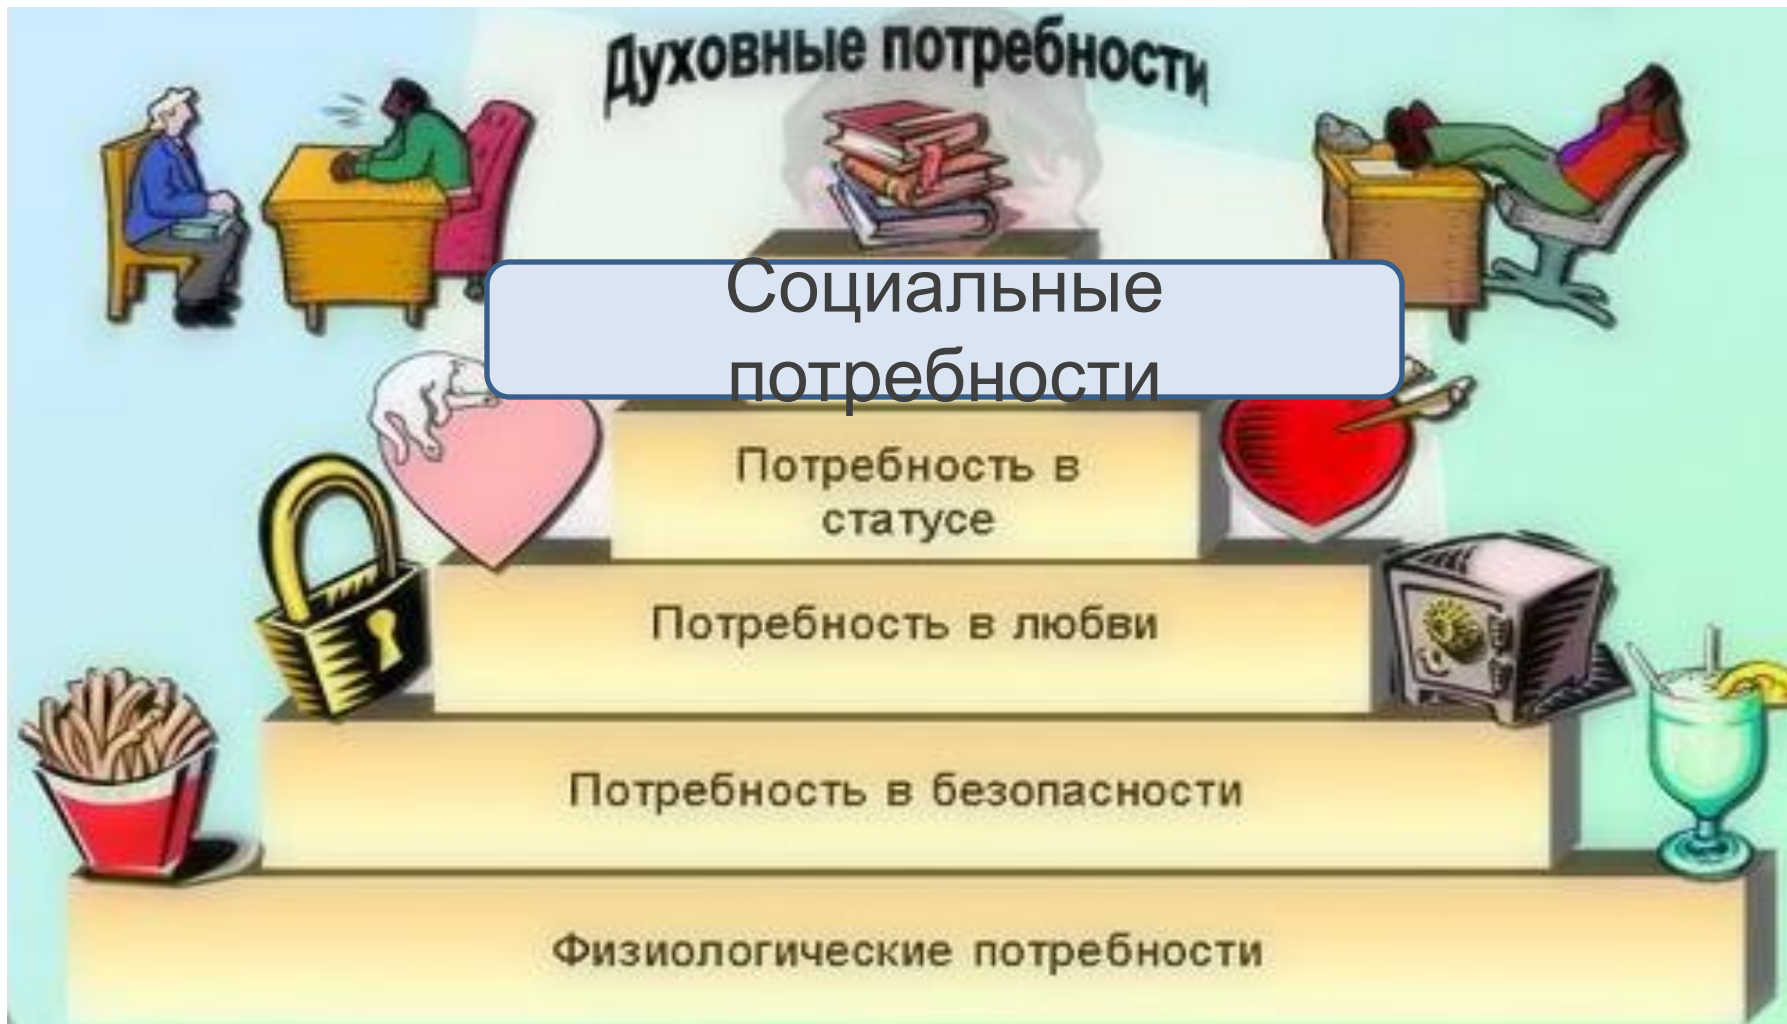 Духовные потребности
Социальные
потребности
Потребность в
статусе
Потребность в любви
Потребность в безопасности
Физиологические потребности